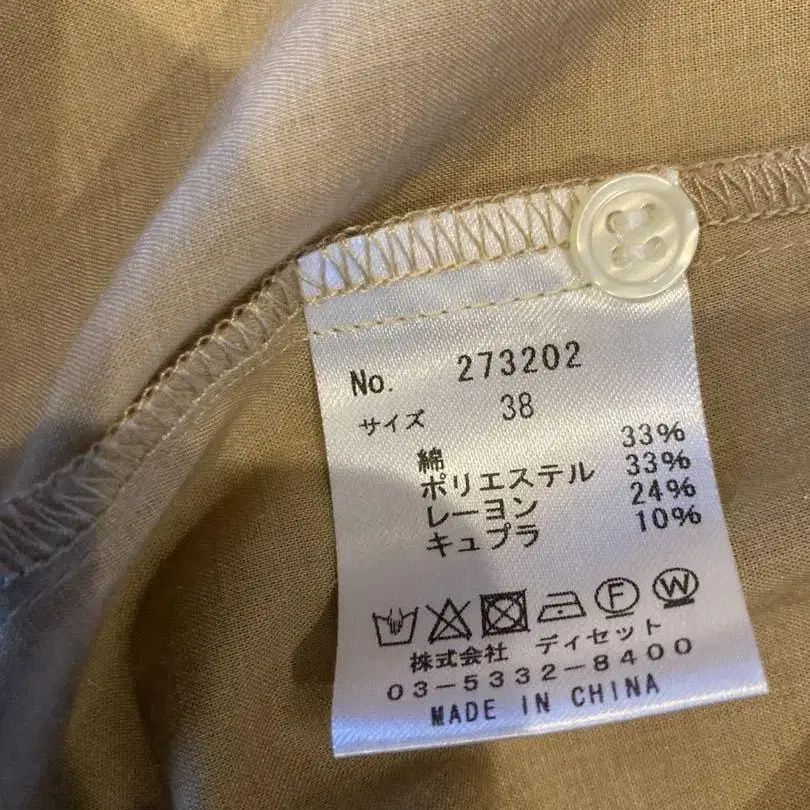 No. 273202
サイズ 38
綿 33%
ポリエステル 33%
レーヨン 24%
キュプラ 10%
F W
株式会社 ディセット
03-5332-8400
MADE IN CHINA